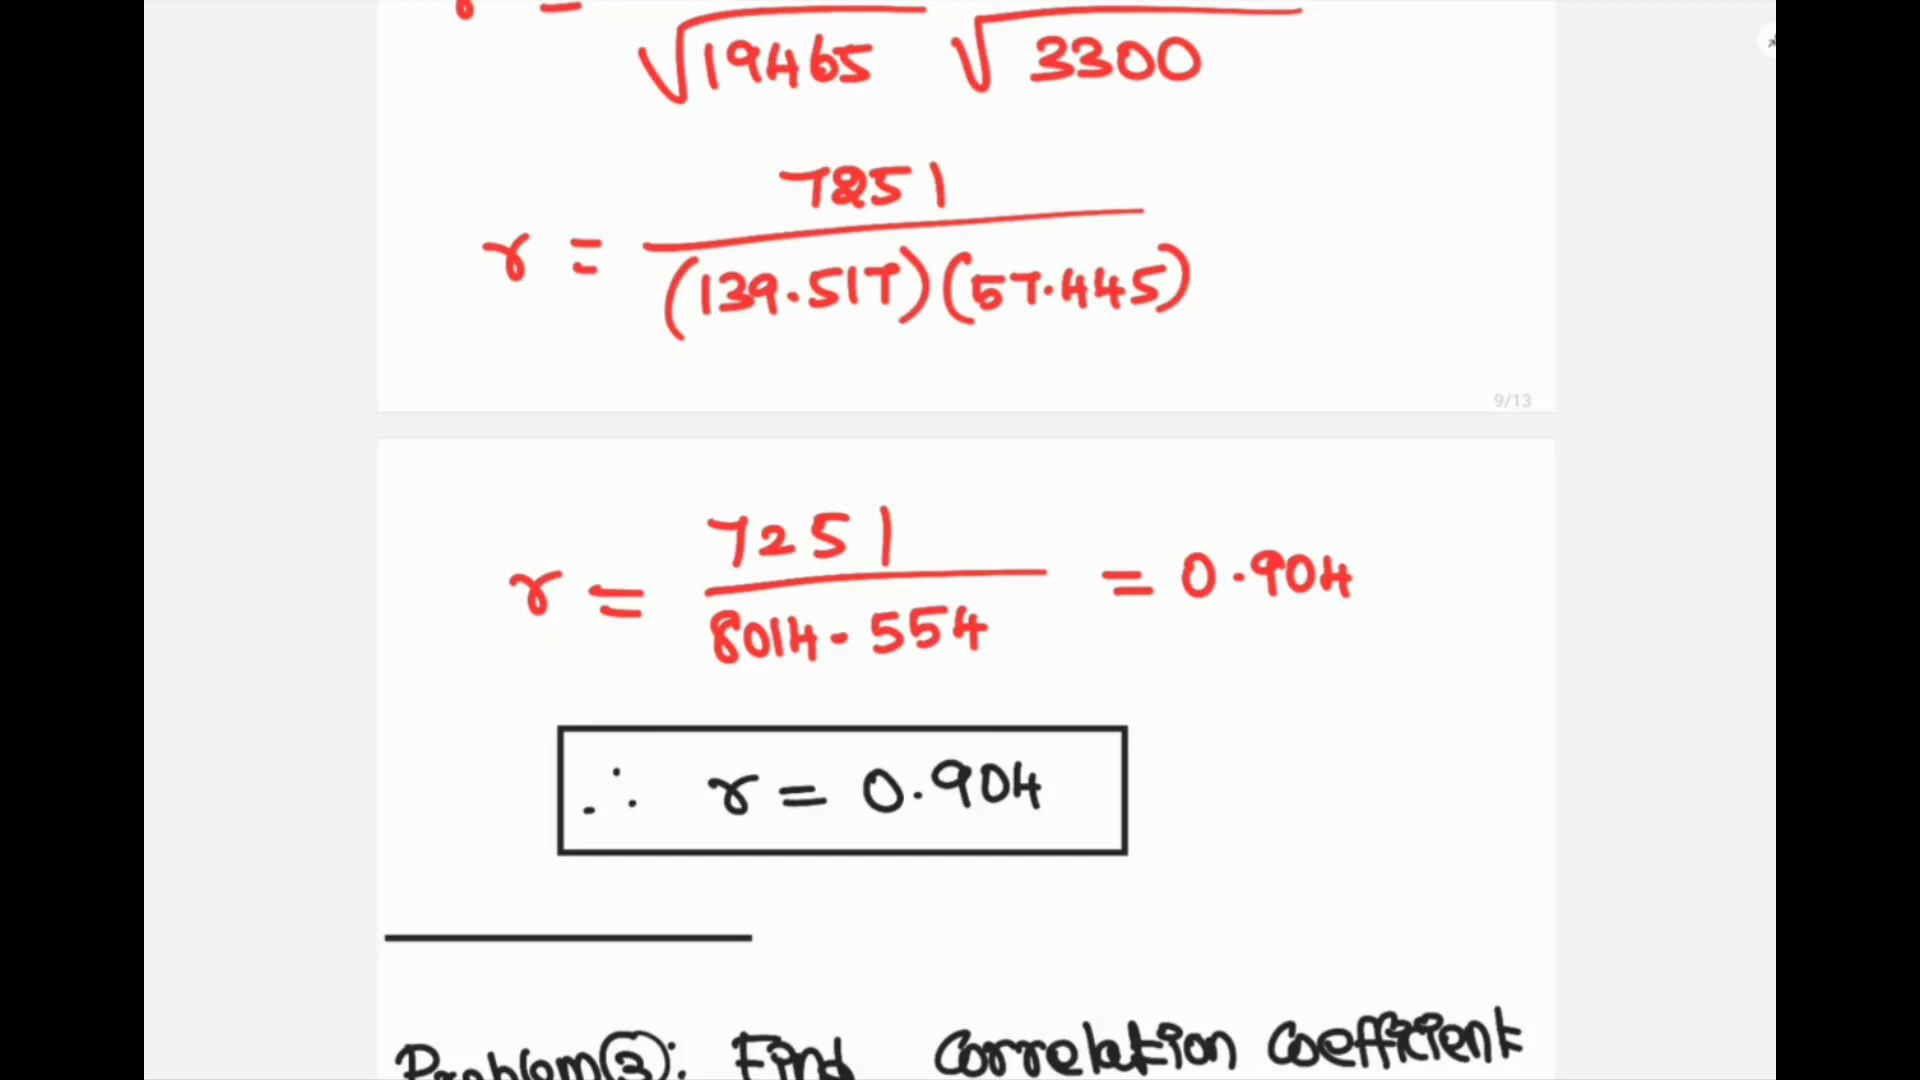 r =
√19465 √3300
7251
r =
(139.517)(57.445)
9/13
7251
r = = 0.904
8014.554
∴ r = 0.904
Problem③: Find Correlation Coefficient